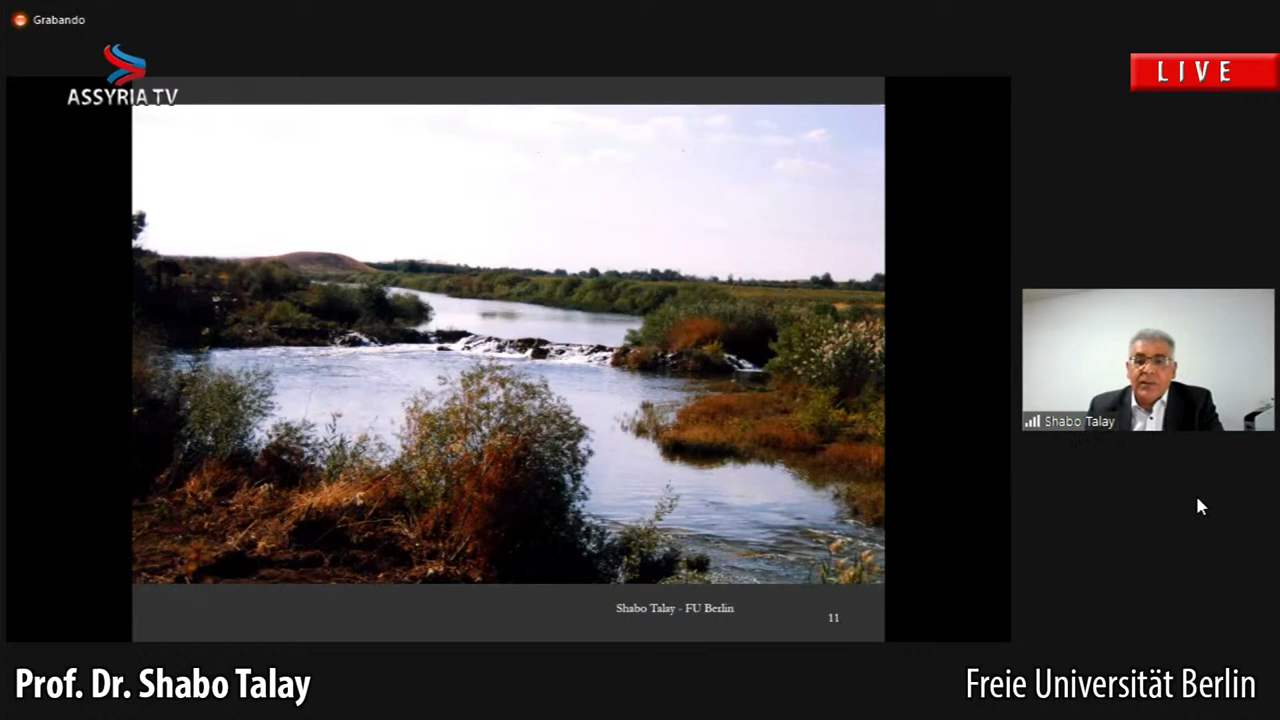 Grabando
ASSYRIA TV
LIVE
Shabo Talay
Shabo Talay - FU Berlin
11
Prof. Dr. Shabo Talay
Freie Universität Berlin